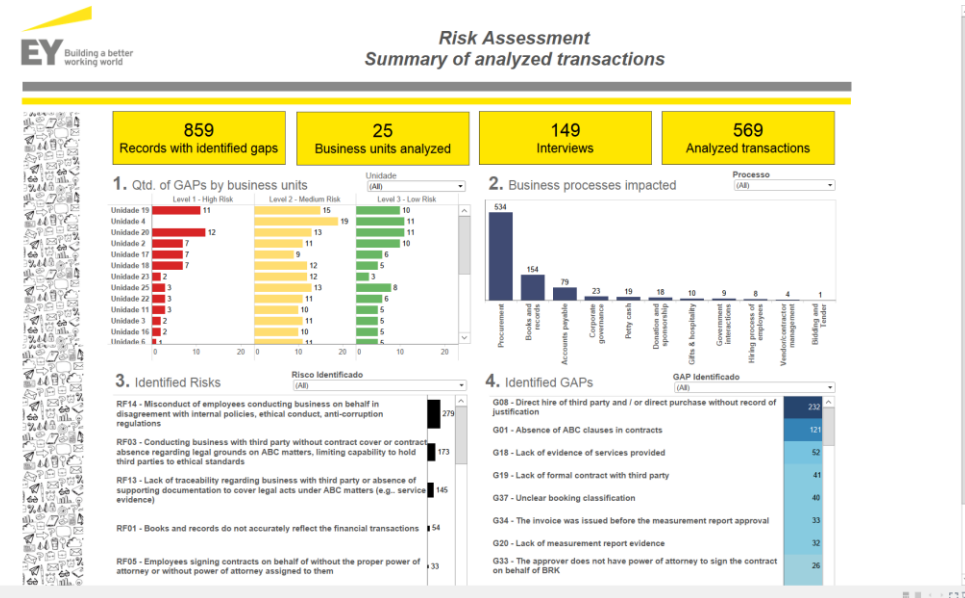 EY Building a better
working world
Risk Assessment
Summary of analyzed transactions
859
Records with identified gaps
25
Business units analyzed
149
Interviews
569
Analyzed transactions
1. Qtd. of GAPs by business units
Unidade
(All)
Level 1 - High Risk Level 2 - Medium Risk Level 3 - Low Risk
Unidade 19 11 15 10
Unidade 4 19 11
Unidade 20 12 13 11
Unidade 2 7 11 10
Unidade 17 7 9 6
Unidade 18 7 12 5
Unidade 23 2 12 3
Unidade 25 3 13 8
Unidade 22 3 11 6
Unidade 11 3 10 5
Unidade 3 2 11 5
Unidade 16 2 10 5
Unidade 6 1 11 5
0 10 20 0 10 20 0 10 20
2. Business processes impacted
Processo
(All)
534
154
79
23
19
18
10
9
8
4
1
Procurement
Books and
records
Accounts payable
Corporate
governance
Petty cash
Donation and
sponsorship
Gifts & hospitality
Government
interactions
Hiring process of
employees
Vendor/contractor
management
Bidding and
Tender
3. Identified Risks
Risco Identificado
(All)
RF14 - Misconduct of employees conducting business on behalf in
disagreement with internal policies, ethical conduct, anti-corruption
regulations
279
RF03 - Conducting business with third party without contract cover or contract
absence regarding legal grounds on ABC matters, limiting capability to hold
third parties to ethical standards
173
RF13 - Lack of traceability regarding business with third party or absence of
supporting documentation to cover legal acts under ABC matters (e.g.. service
evidence)
145
RF01 - Books and records do not accurately reflect the financial transactions
54
RF05 - Employees signing contracts on behalf of without the proper power of
attorney or without power of attorney assigned to them
33
4. Identified GAPs
GAP Identificado
(All)
G08 - Direct hire of third party and / or direct purchase without record of
justification
232
G01 - Absence of ABC clauses in contracts
121
G18 - Lack of evidence of services provided
52
G19 - Lack of formal contract with third party
41
G37 - Unclear booking classification
40
G34 - The invoice was issued before the measurement report approval
33
G20 - Lack of measurement report evidence
32
G33 - The approver does not have power of attorney to sign the contract
on behalf of BRK
26